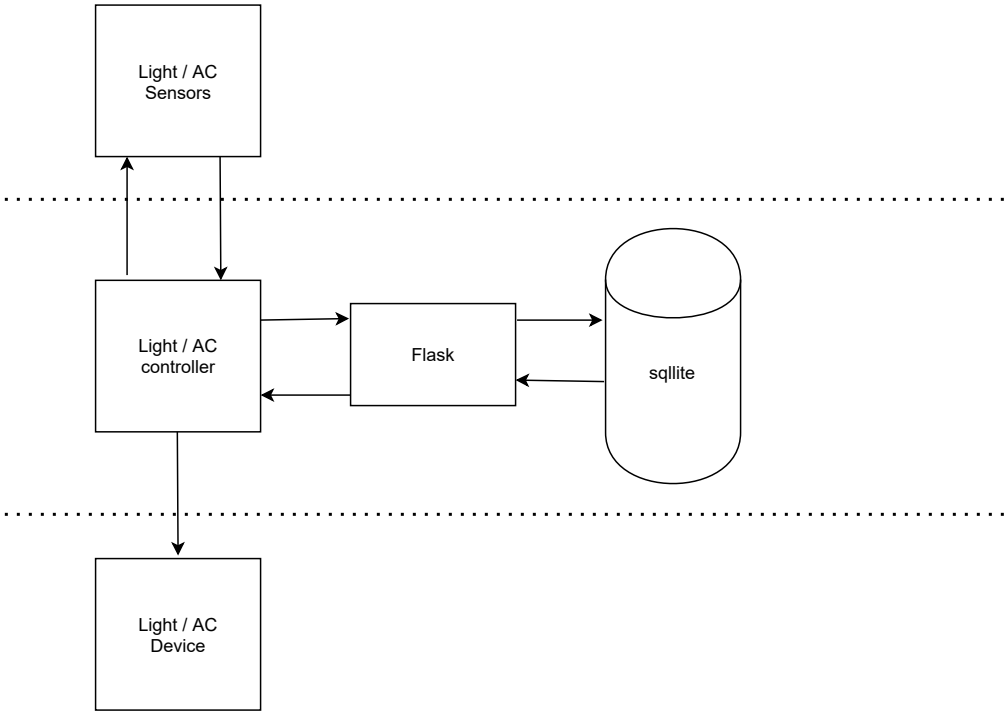 Light / AC
Sensors
Light / AC
controller
Flask
sqllite
Light / AC
Device